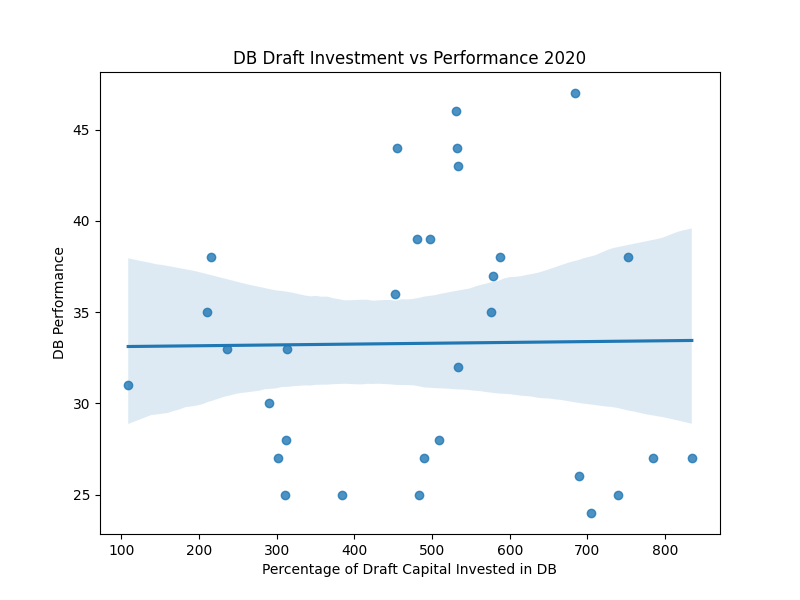 DB Draft Investment vs Performance 2020
45
40
35
30
25
DB Performance
100 200 300 400 500 600 700 800
Percentage of Draft Capital Invested in DB